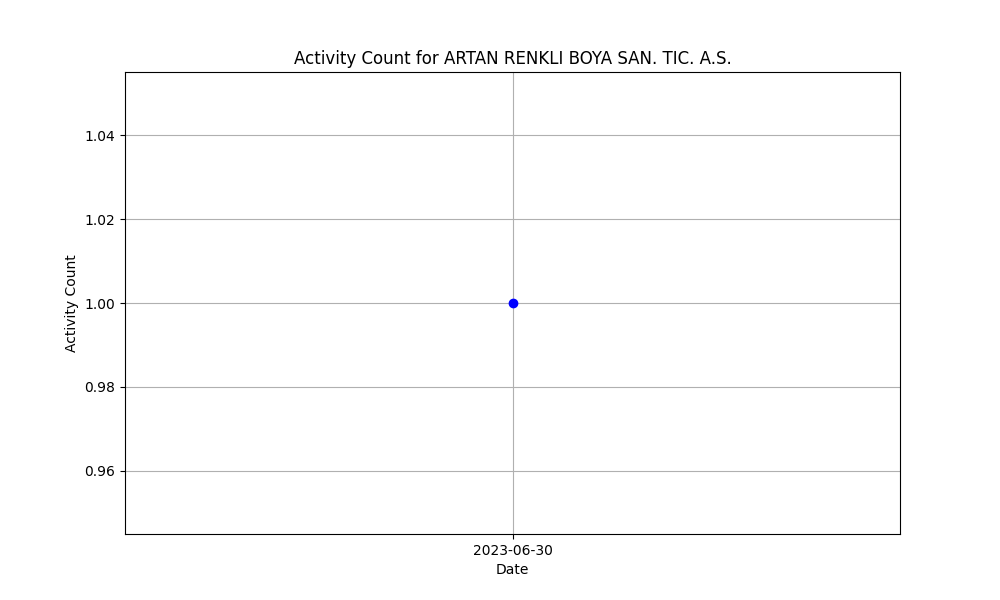 Activity Count for ARTAN RENKLI BOYA SAN. TIC. A.S.
1.04
1.02
1.00
0.98
0.96
Activity Count
2023-06-30
Date